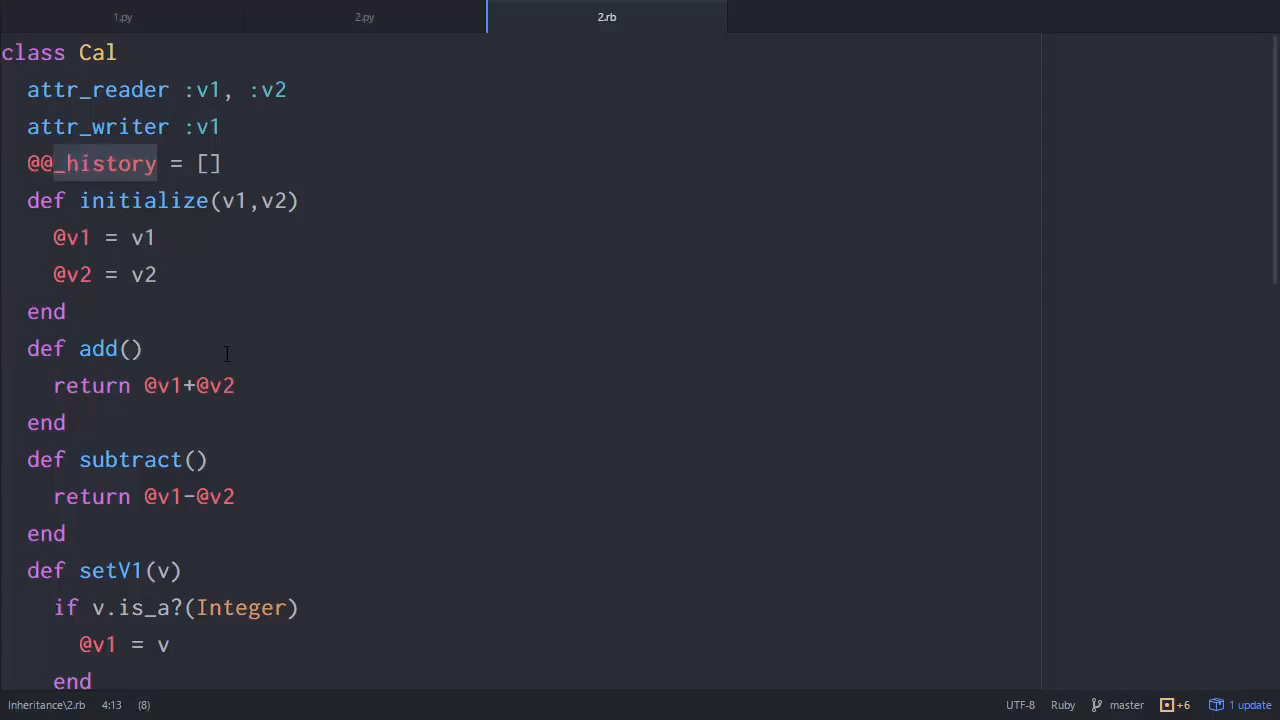 1.py 2.py 2.rb
class Cal
  attr_reader :v1, :v2
  attr_writer :v1
  @@_history = []
  def initialize(v1,v2)
    @v1 = v1
    @v2 = v2
  end
  def add()
    return @v1+@v2
  end
  def subtract()
    return @v1-@v2
  end
  def setV1(v)
    if v.is_a?(Integer)
      @v1 = v
    end
Inheritance\2.rb 4:13 (8) UTF-8 Ruby master +6 1 update